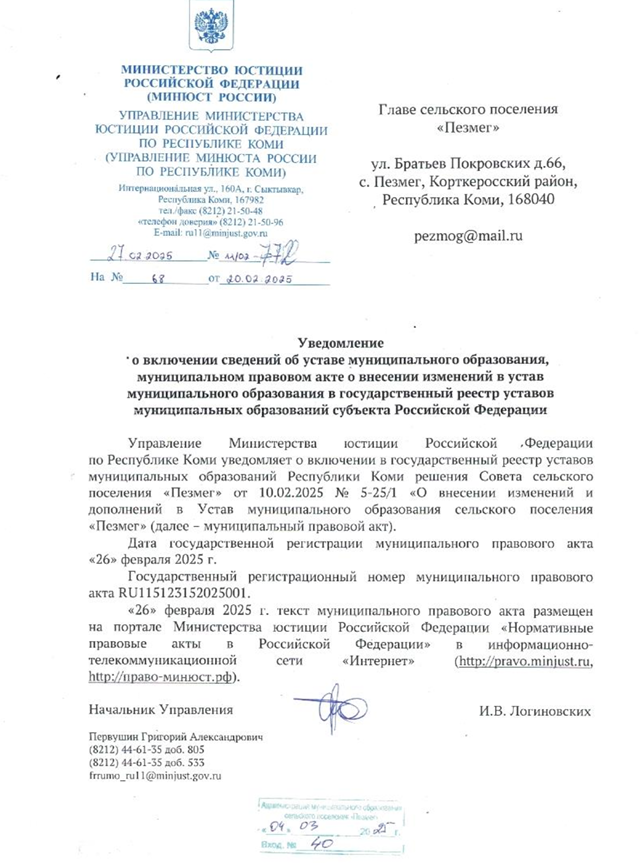 МИНИСТЕРСТВО ЮСТИЦИИ
РОССИЙСКОЙ ФЕДЕРАЦИИ
(МИНЮСТ РОССИИ)
УПРАВЛЕНИЕ МИНИСТЕРСТВА
ЮСТИЦИИ РОССИЙСКОЙ ФЕДЕРАЦИИ
ПО РЕСПУБЛИКЕ КОМИ
(УПРАВЛЕНИЕ МИНЮСТА РОССИИ
ПО РЕСПУБЛИКЕ КОМИ)
Интернациональная ул., 160А, г. Сыктывкар,
Республика Коми, 167982
тел./факс (8212) 21-50-48
«телефон доверия» (8212) 21-50-96
E-mail: ru11@minjust.gov.ru
27.02.2025 № 11/02-772
На № 68 от 20.02.2025
Главе сельского поселения
«Пезмег»
ул. Братьев Покровских д.66,
с. Пезмег, Корткеросский район,
Республика Коми, 168040
pezmog@mail.ru
Уведомление
о включении сведений об уставе муниципального образования,
муниципальном правовом акте о внесении изменений в устав
муниципального образования в государственный реестр уставов
муниципальных образований субъекта Российской Федерации
Управление Министерства юстиции Российской Федерации
по Республике Коми уведомляет о включении в государственный реестр уставов
муниципальных образований Республики Коми решения Совета сельского
поселения «Пезмег» от 10.02.2025 № 5-25/1 «О внесении изменений и
дополнений в Устав муниципального образования сельского поселения
«Пезмег» (далее – муниципальный правовой акт).
Дата государственной регистрации муниципального правового акта
«26» февраля 2025 г.
Государственный регистрационный номер муниципального правового
акта RU115123152025001.
«26» февраля 2025 г. текст муниципального правового акта размещен
на портале Министерства юстиции Российской Федерации «Нормативные
правовые акты в Российской Федерации» в информационно-
телекоммуникационной сети «Интернет» (http://pravo.minjust.ru,
http://право-минюст.рф).
Начальник Управления И.В. Логиновских
Первушин Григорий Александрович
(8212) 44-61-35 доб. 805
(8212) 44-61-35 доб. 533
frrumo_ru11@minjust.gov.ru
Администрация муниципального образования
сельского поселения «Пезмег»
«04» 03 2025 г.
Вход. № 40